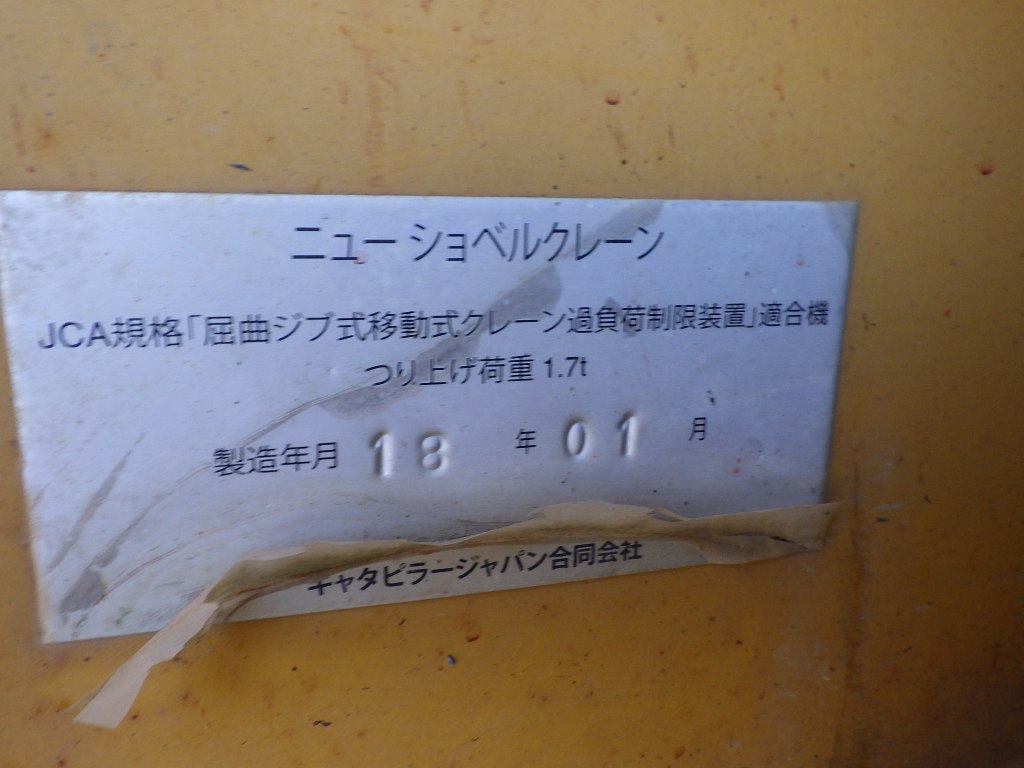 ニュー ショベルクレーン
JCA規格「屈曲ジブ式移動式クレーン過負荷制限装置」適合機
つり上げ荷重 1.7t
製造年月 18 年 01 月
キャタピラージャパン合同会社